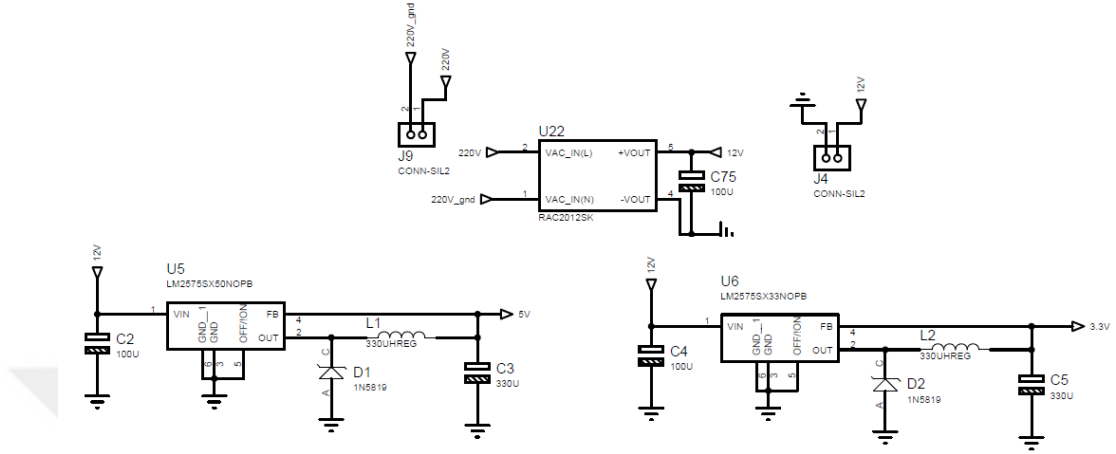 220V_gnd
220V
2
1
J9
CONN-SIL2
U22
220V
2
VAC_IN(L)
+VOUT
5
12V
C75
100U
220V_gnd
1
VAC_IN(N)
-VOUT
4
RAC2012SK
12V
2
1
J4
CONN-SIL2
12V
U5
LM2575SX50NOPB
1
VIN
GND__1
GND
OFF/ION
FB
OUT
4
2
6
3
5
C2
100U
L1
330UHREG
5V
C
D1
1N5819
A
C3
330U
12V
U6
LM2575SX33NOPB
1
VIN
GND__1
GND
OFF/ION
FB
OUT
4
2
6
3
5
C4
100U
L2
330UHREG
3.3V
C
D2
1N5819
A
C5
330U